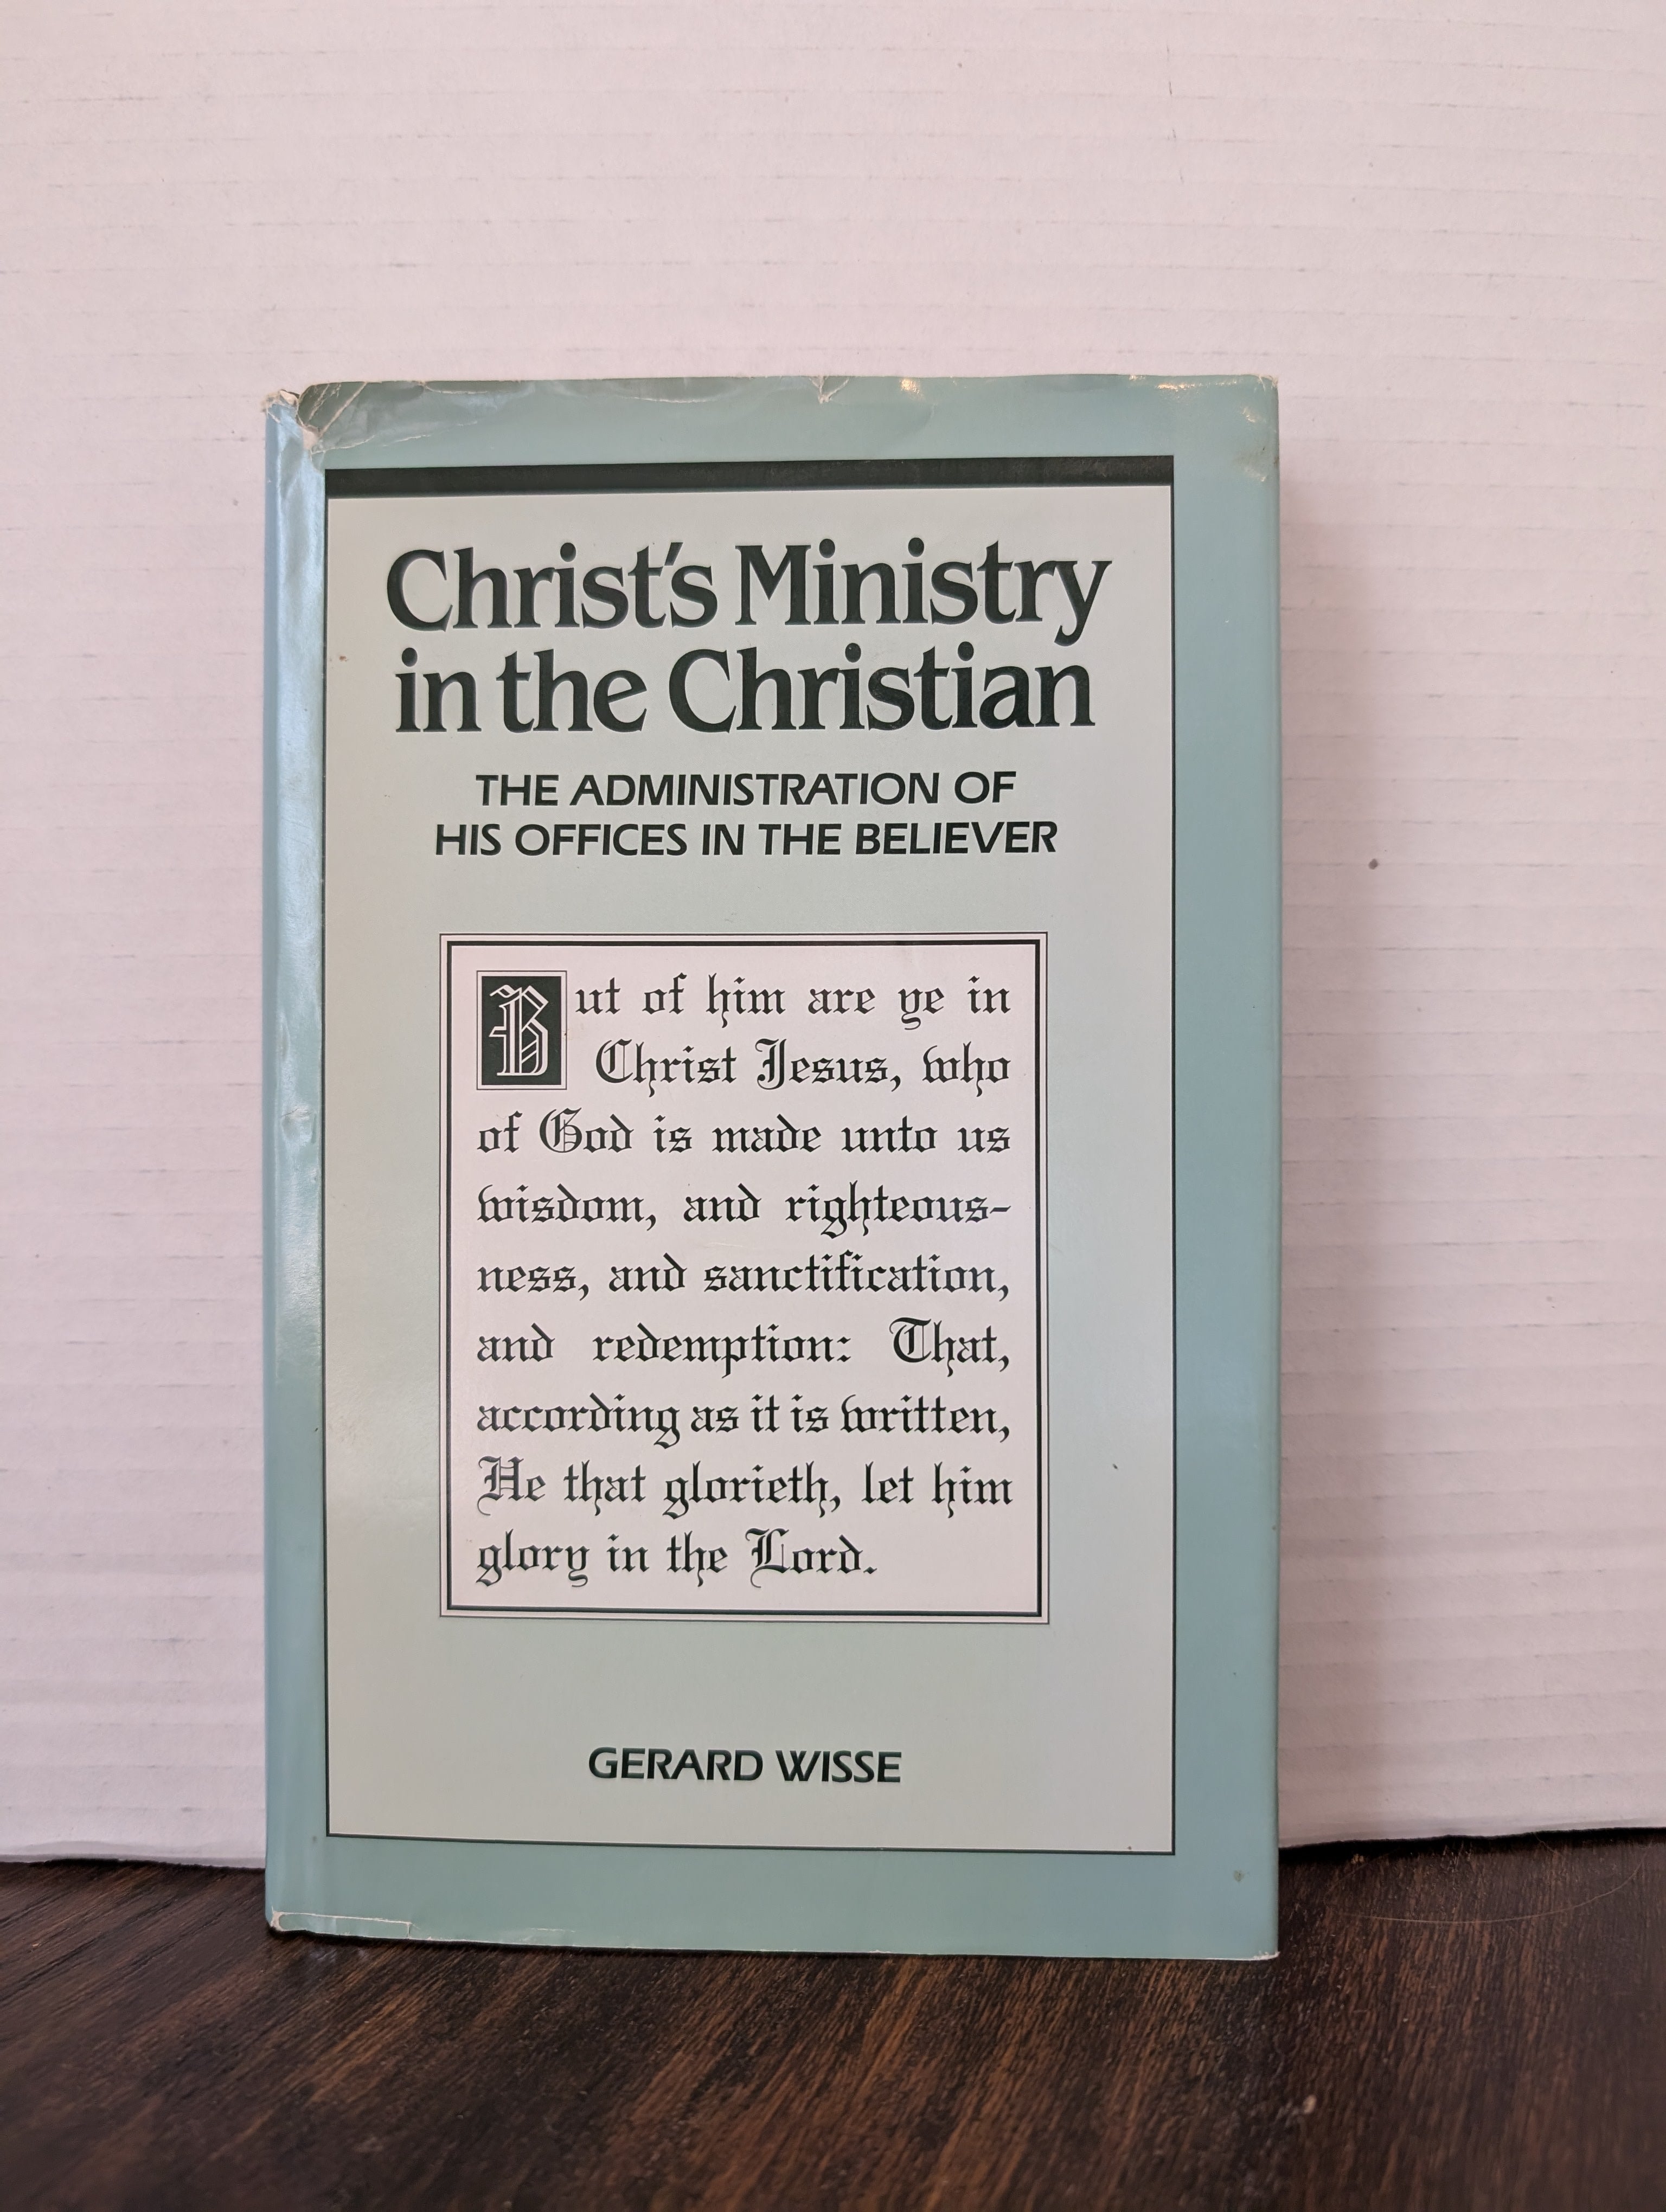 Christ's Ministry
in the Christian
THE ADMINISTRATION OF
HIS OFFICES IN THE BELIEVER
But of him are ye in
Christ Jesus, who
of God is made unto us
wisdom, and righteous-
ness, and sanctification,
and redemption: That,
according as it is written,
He that glorieth, let him
glory in the Lord.
GERARD WISSE